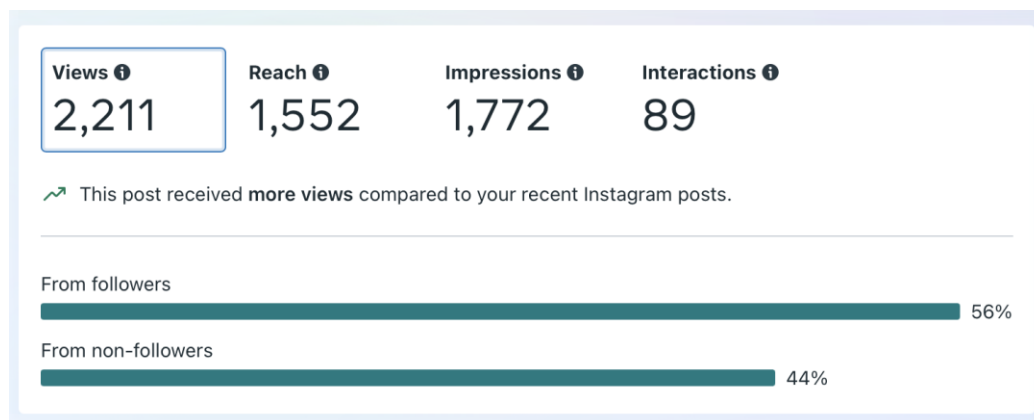 Views Reach Impressions Interactions
2,211 1,552 1,772 89
This post received more views compared to your recent Instagram posts.
From followers
56%
From non-followers
44%